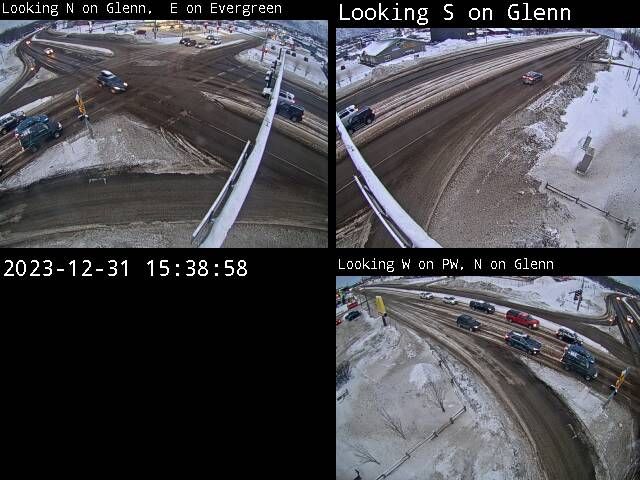 Looking N on Glenn,  E on Evergreen
Looking S on Glenn
2023-12-31 15:38:58
Looking W on PW, N on Glenn